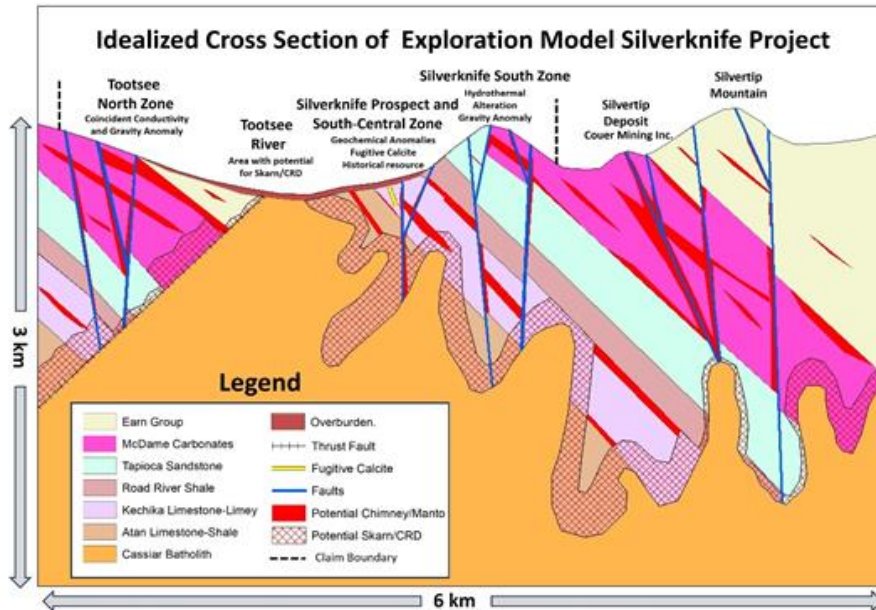 Idealized Cross Section of Exploration Model Silverknife Project
Tootsee
North Zone
Coincident Conductivity
and Gravity Anomaly
Tootsee
River
Area with potential
for Skarn/CRD
Silverknife Prospect and
South-Central Zone
Geochemical Anomalies
Fugitive Calcite
Historical resource
Silverknife South Zone
Hydrothermal
Alteration
Gravity Anomaly
Silvertip
Deposit
Couer Mining Inc.
Silvertip
Mountain
3 km
Legend
Earn Group
McDame Carbonates
Tapioca Sandstone
Road River Shale
Kechika Limestone-Limey
Atan Limestone-Shale
Cassiar Batholith
Overburden.
Thrust Fault
Fugitive Calcite
Faults
Potential Chimney/Manto
Potential Skarn/CRD
Claim Boundary
6 km